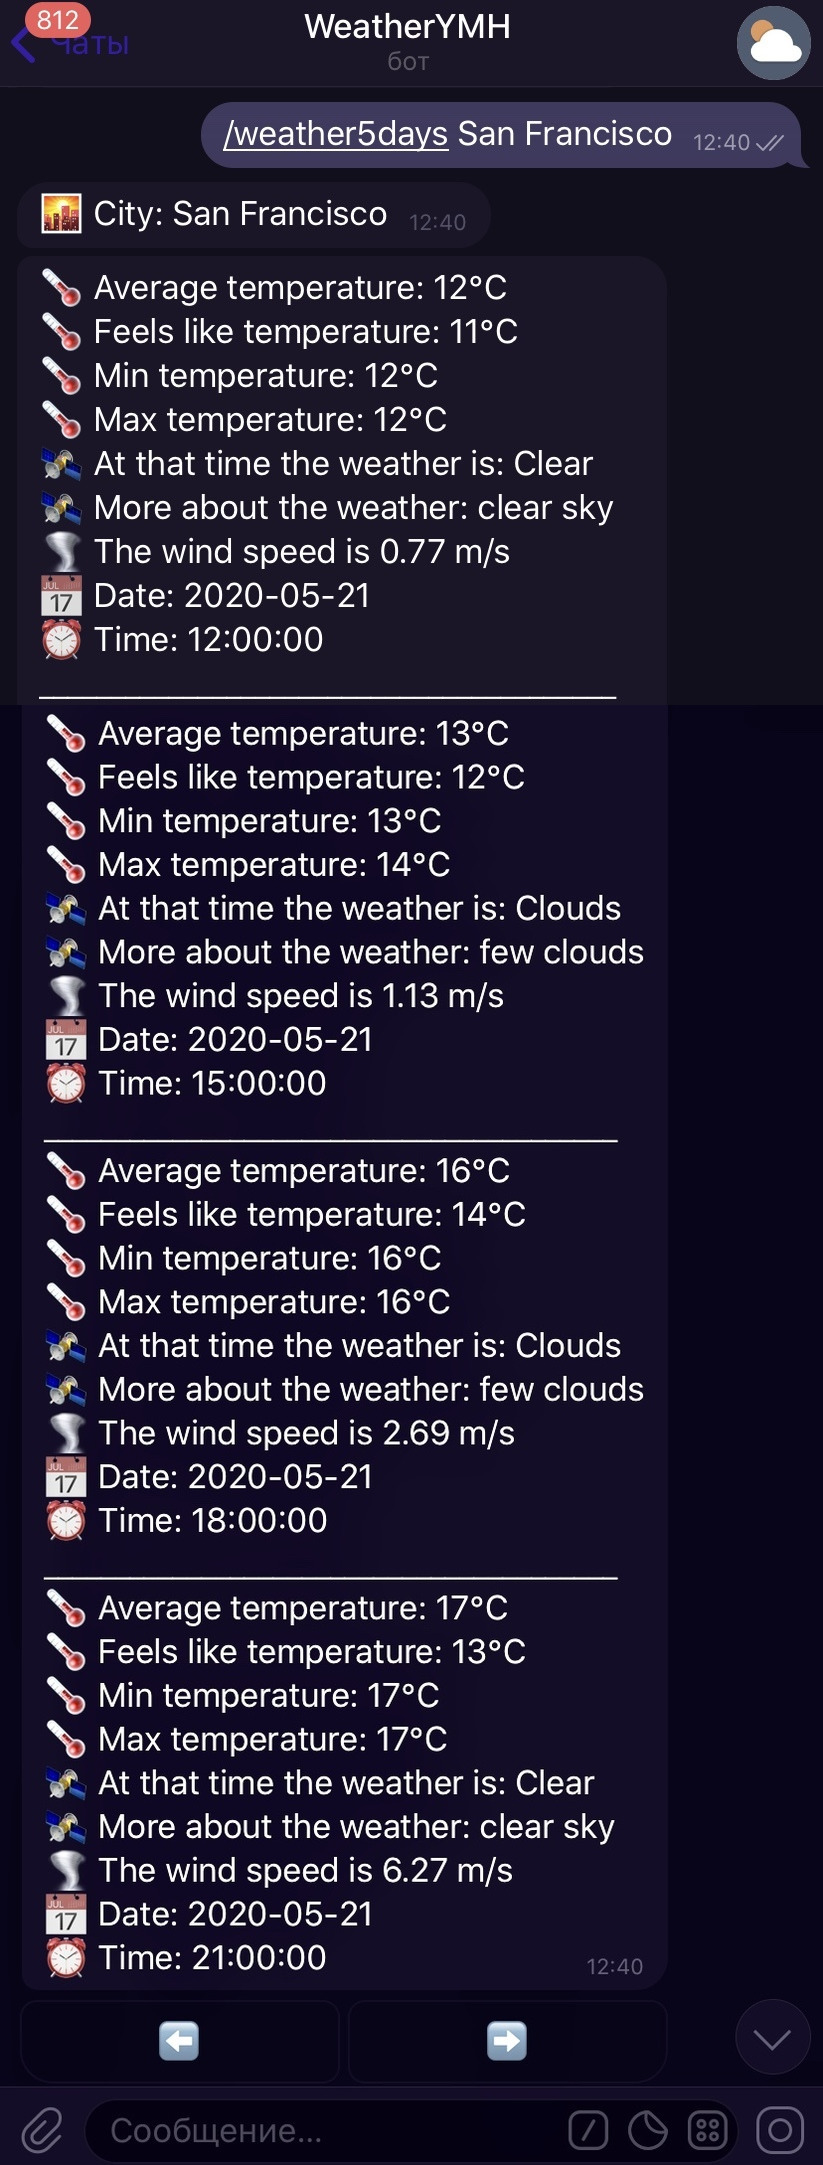 812
Чаты
WeatherYMH
бот
/weather5days San Francisco 12:40
City: San Francisco 12:40
Average temperature: 12°C
Feels like temperature: 11°C
Min temperature: 12°C
Max temperature: 12°C
At that time the weather is: Clear
More about the weather: clear sky
The wind speed is 0.77 m/s
JUL 17 Date: 2020-05-21
Time: 12:00:00
Average temperature: 13°C
Feels like temperature: 12°C
Min temperature: 13°C
Max temperature: 14°C
At that time the weather is: Clouds
More about the weather: few clouds
The wind speed is 1.13 m/s
JUL 17 Date: 2020-05-21
Time: 15:00:00
Average temperature: 16°C
Feels like temperature: 14°C
Min temperature: 16°C
Max temperature: 16°C
At that time the weather is: Clouds
More about the weather: few clouds
The wind speed is 2.69 m/s
JUL 17 Date: 2020-05-21
Time: 18:00:00
Average temperature: 17°C
Feels like temperature: 13°C
Min temperature: 17°C
Max temperature: 17°C
At that time the weather is: Clear
More about the weather: clear sky
The wind speed is 6.27 m/s
JUL 17 Date: 2020-05-21
Time: 21:00:00
12:40
Сообщение...